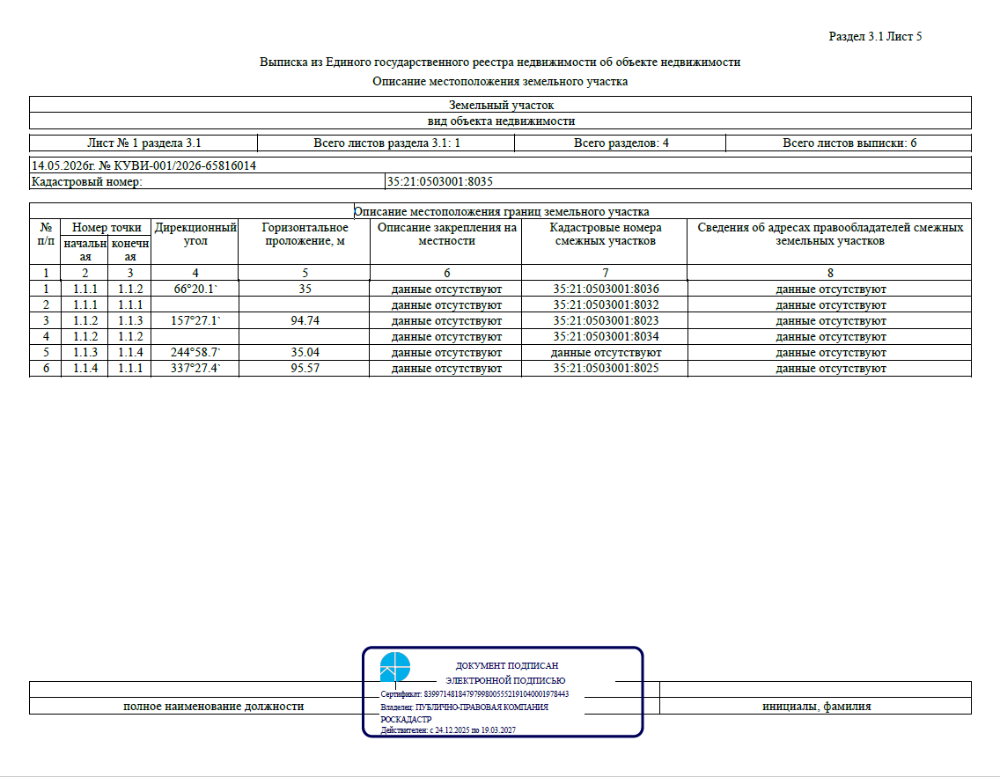 Раздел 3.1 Лист 5
Выписка из Единого государственного реестра недвижимости об объекте недвижимости
Описание местоположения земельного участка
Земельный участок
вид объекта недвижимости
Лист № 1 раздела 3.1 Всего листов раздела 3.1: 1 Всего разделов: 4 Всего листов выписки: 6
14.05.2026г. № КУВИ-001/2026-65816014
Кадастровый номер: 35:21:0503001:8035
Описание местоположения границ земельного участка
№ п/п Номер точки Дирекционный угол Горизонтальное проложение, м Описание закрепления на местности Кадастровые номера смежных участков Сведения об адресах правообладателей смежных земельных участков
начальная конечная
1 2 3 4 5 6 7 8
1 1.1.1 1.1.2 66°20.1` 35 данные отсутствуют 35:21:0503001:8036 данные отсутствуют
2 1.1.1 1.1.1 данные отсутствуют 35:21:0503001:8032 данные отсутствуют
3 1.1.2 1.1.3 157°27.1` 94.74 данные отсутствуют 35:21:0503001:8023 данные отсутствуют
4 1.1.2 1.1.2 данные отсутствуют 35:21:0503001:8034 данные отсутствуют
5 1.1.3 1.1.4 244°58.7` 35.04 данные отсутствуют данные отсутствуют данные отсутствуют
6 1.1.4 1.1.1 337°27.4` 95.57 данные отсутствуют 35:21:0503001:8025 данные отсутствуют
ДОКУМЕНТ ПОДПИСАН
ЭЛЕКТРОННОЙ ПОДПИСЬЮ
Сертификат: 83997148184797998005552191040001978443
Владелец: ПУБЛИЧНО-ПРАВОВАЯ КОМПАНИЯ
РОСКАДАСТР
Действителен: с 24.12.2025 по 19.03.2027
полное наименование должности инициалы, фамилия